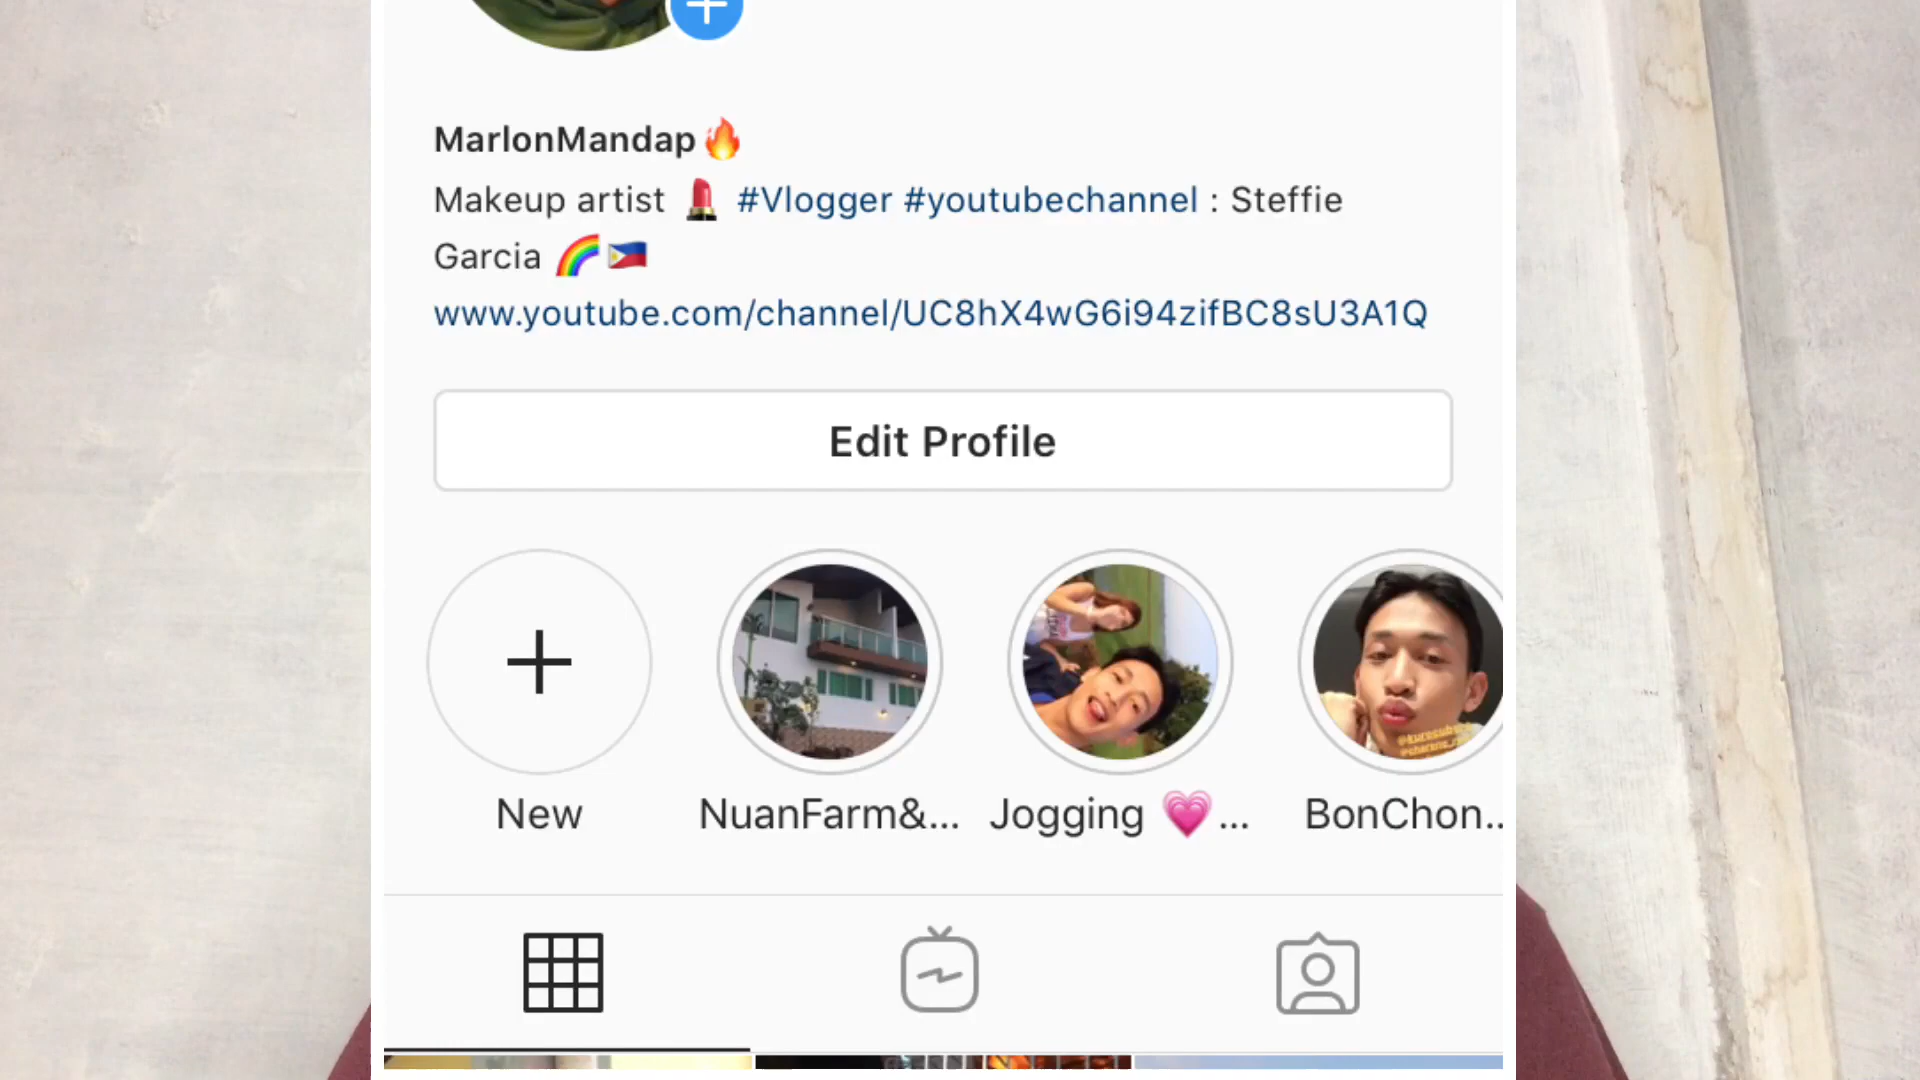 MarlonMandap🔥
Makeup artist 💄 #Vlogger #youtubechannel : Steffie
Garcia 🌈🇵🇭
www.youtube.com/channel/UC8hX4wG6i94zifBC8sU3A1Q
Edit Profile
New
NuanFarm&...
Jogging 💗...
BonChon..